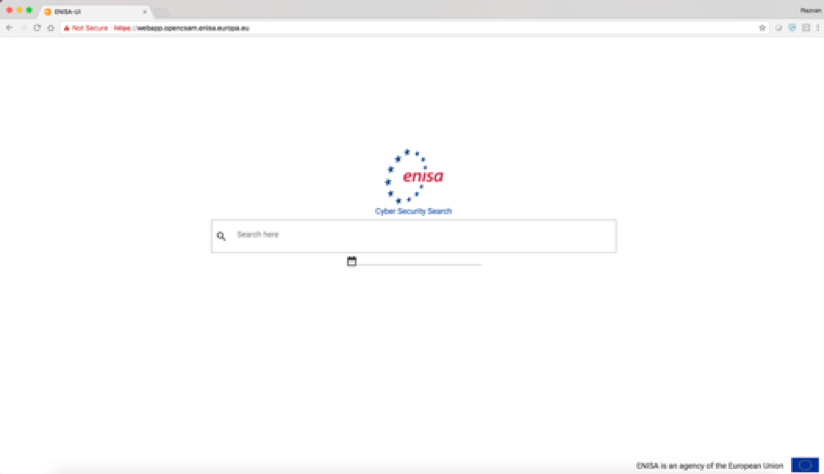 ENISA-UI
Razvan
Not Secure https://webapp.opencsam.enisa.europa.eu
enisa
Cyber Security Search
Search here
ENISA is an agency of the European Union